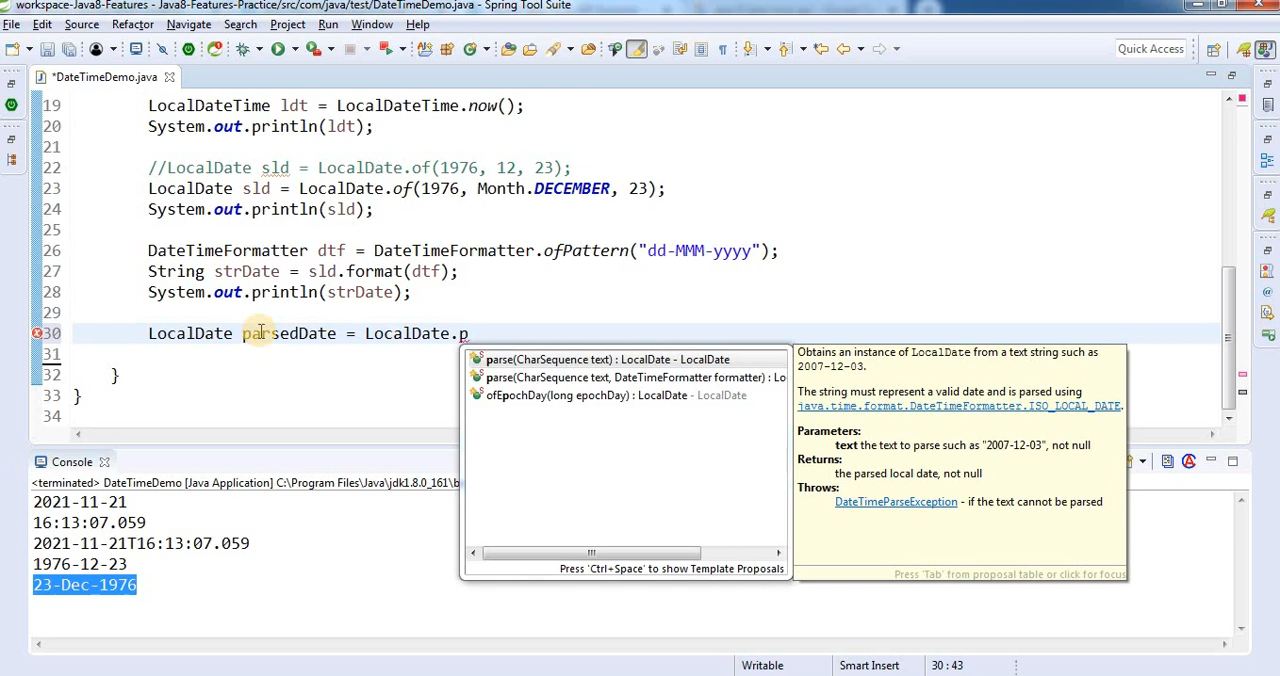 workspace-Java8-Features - Java8-Features-Practice/src/com/java/test/DateTimeDemo.java - Spring Tool Suite
File Edit Source Refactor Navigate Search Project Run Window Help
Quick Access
*DateTimeDemo.java
19 LocalDateTime ldt = LocalDateTime.now();
20 System.out.println(ldt);
21
22 //LocalDate sld = LocalDate.of(1976, 12, 23);
23 LocalDate sld = LocalDate.of(1976, Month.DECEMBER, 23);
24 System.out.println(sld);
25
26 DateTimeFormatter dtf = DateTimeFormatter.ofPattern("dd-MMM-yyyy");
27 String strDate = sld.format(dtf);
28 System.out.println(strDate);
29
30 LocalDate parsedDate = LocalDate.p
31
32 }
33 }
34
parse(CharSequence text) : LocalDate - LocalDate
parse(CharSequence text, DateTimeFormatter formatter) : Lo
ofEpochDay(long epochDay) : LocalDate - LocalDate
Press 'Ctrl+Space' to show Template Proposals
Obtains an instance of LocalDate from a text string such as
2007-12-03.
The string must represent a valid date and is parsed using
java.time.format.DateTimeFormatter.ISO_LOCAL_DATE.
Parameters:
text the text to parse such as "2007-12-03", not null
Returns:
the parsed local date, not null
Throws:
DateTimeParseException - if the text cannot be parsed
Press 'Tab' from proposal table or click for focus
Console
<terminated> DateTimeDemo [Java Application] C:\Program Files\Java\jdk1.8.0_161\b
2021-11-21
16:13:07.059
2021-11-21T16:13:07.059
1976-12-23
23-Dec-1976
Writable Smart Insert 30 : 43